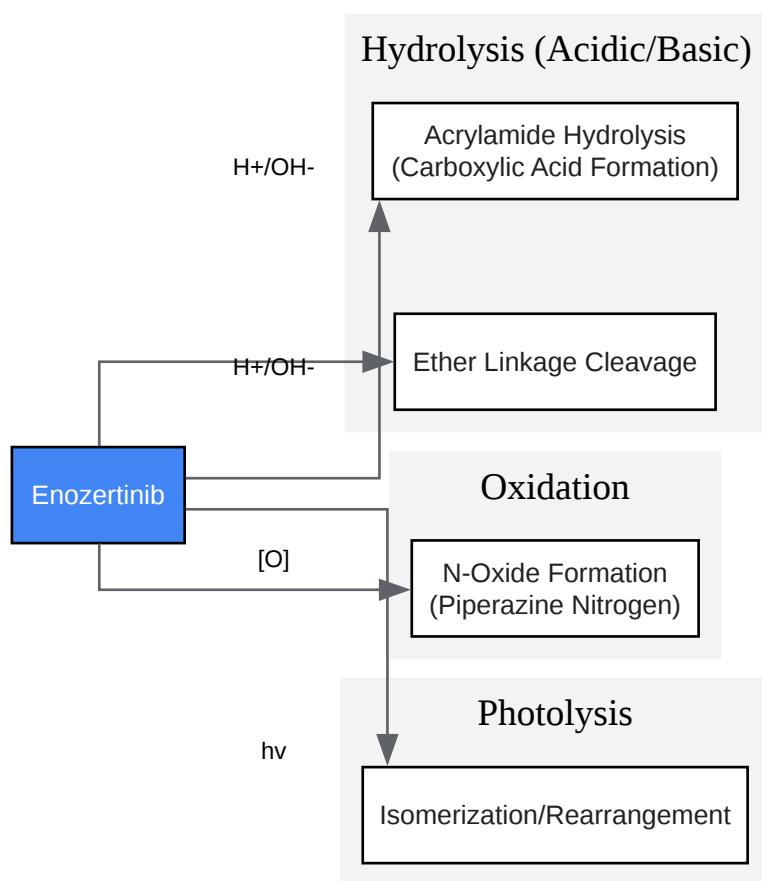 Hydrolysis (Acidic/Basic)
Acrylamide Hydrolysis
(Carboxylic Acid Formation)
H+/OH-
Ether Linkage Cleavage
H+/OH-
Enozertinib
Oxidation
[O]
N-Oxide Formation
(Piperazine Nitrogen)
Photolysis
hv
Isomerization/Rearrangement